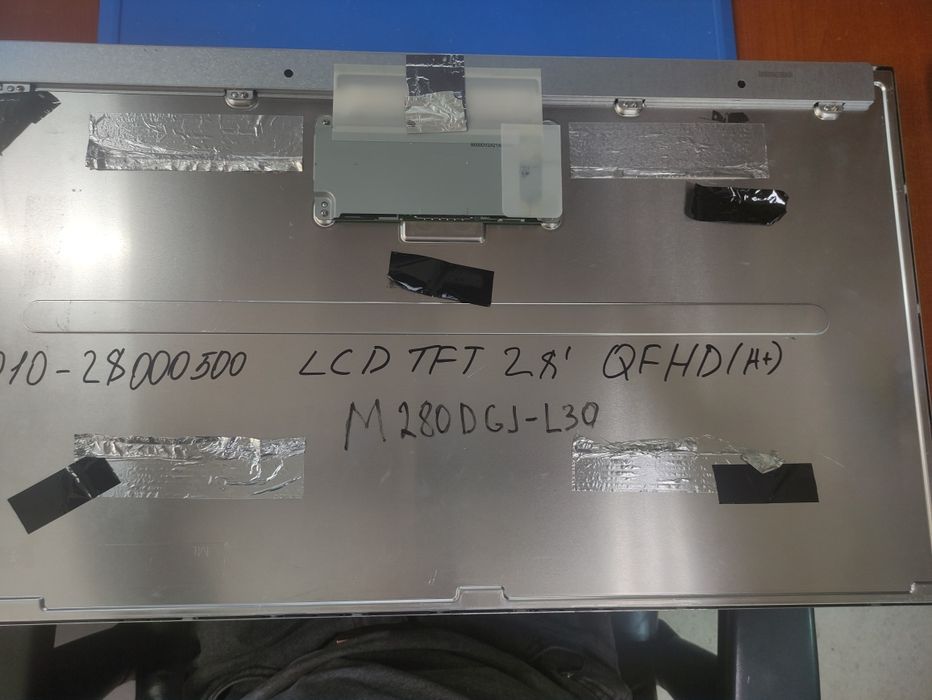 010-28000500 LCD TFT 28' QFHD(A+)
M280DGJ-L30